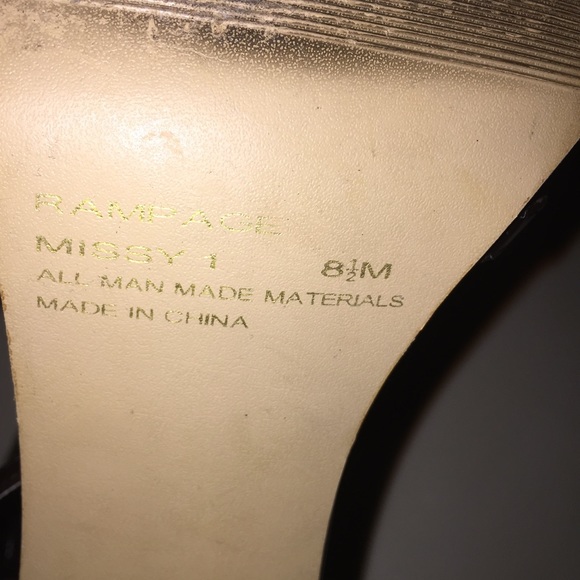 RAMPAGE
MISSY 1 8½M
ALL MAN MADE MATERIALS
MADE IN CHINA